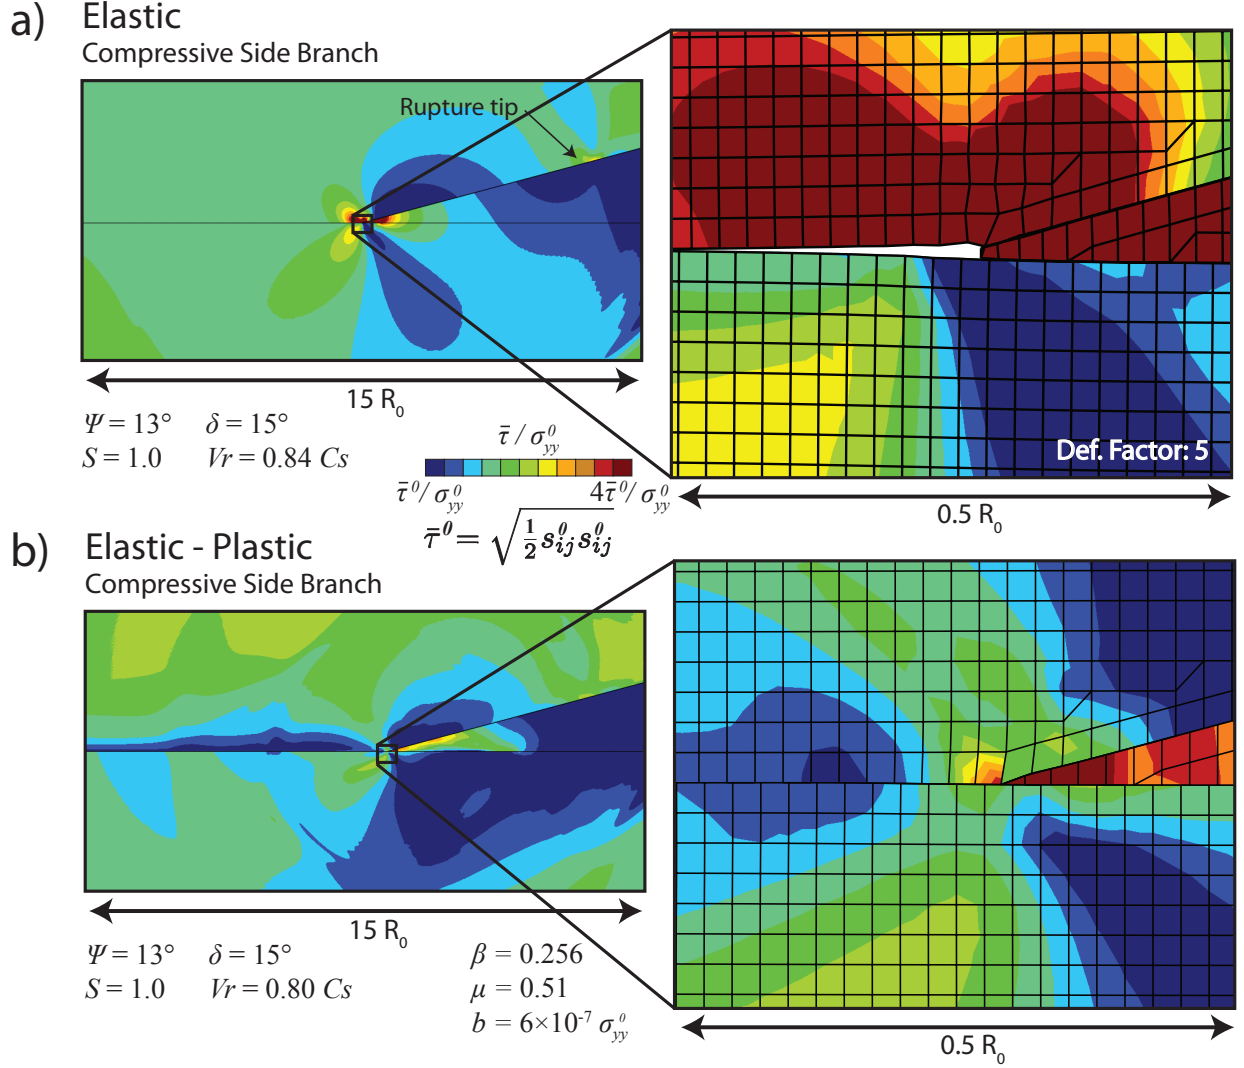 a) Elastic
Compressive Side Branch
Rupture tip
15 R₀
Ψ = 13° δ = 15°
S = 1.0 Vr = 0.84 Cs
τ̄ / σ⁰yy
τ̄⁰/ σ⁰yy 4τ̄⁰/ σ⁰yy
τ̄⁰ = √(½ s⁰ij s⁰ij)
Def. Factor: 5
0.5 R₀
b) Elastic - Plastic
Compressive Side Branch
15 R₀
Ψ = 13° δ = 15°
S = 1.0 Vr = 0.80 Cs
β = 0.256
μ = 0.51
b = 6×10⁻⁷ σ⁰yy
0.5 R₀